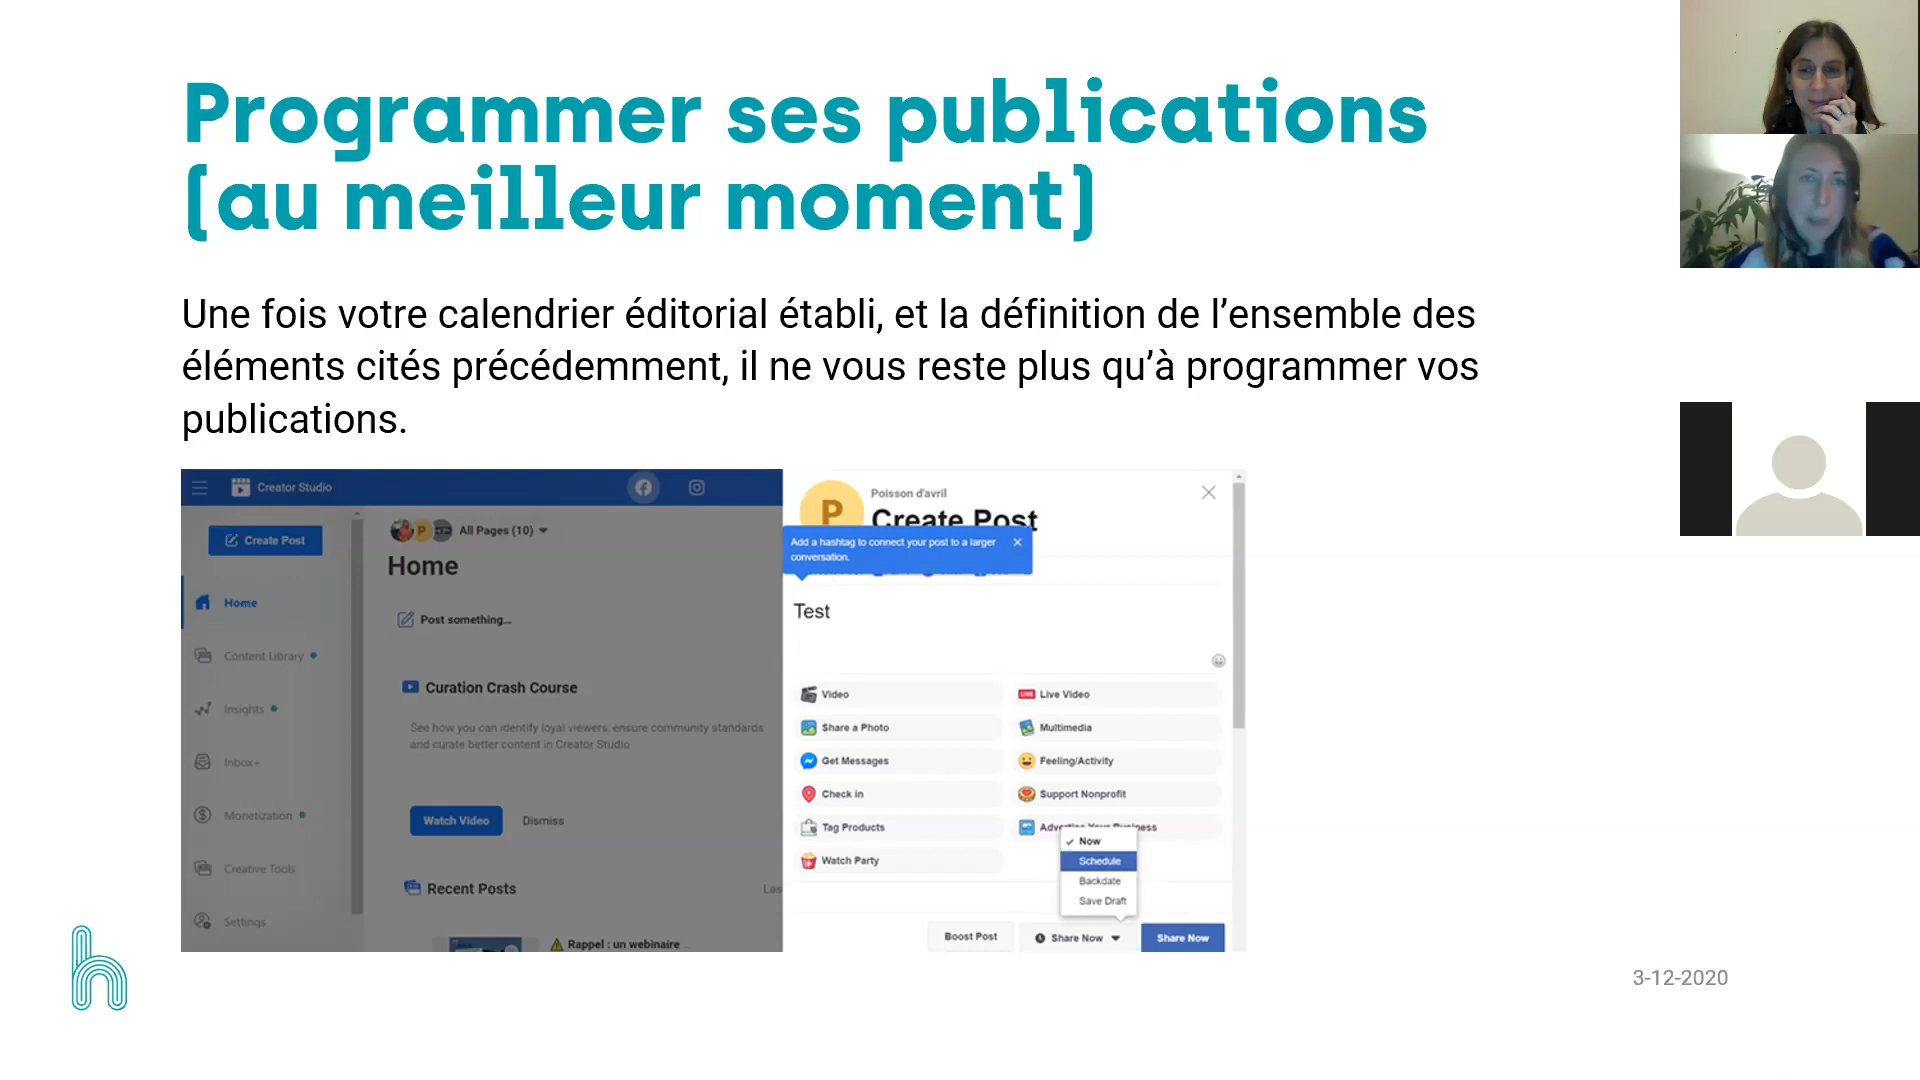 Programmer ses publications
(au meilleur moment)
Une fois votre calendrier éditorial établi, et la définition de l’ensemble des
éléments cités précédemment, il ne vous reste plus qu’à programmer vos
publications.
Creator Studio
Create Post
Home
Content Library
Insights
Inbox+
Monetization
Creative Tools
Settings
P
All Pages (10)
Home
Post something...
Curation Crash Course
See how you can identify loyal viewers, ensure community standards
and curate better content in Creator Studio
Watch Video
Dismiss
Recent Posts
Las
Rappel : un webinaire
P
Poisson d'avril
Create Post
Add a hashtag to connect your post to a larger
conversation.
Test
Video
LIVE Live Video
Share a Photo
Multimedia
Get Messages
Feeling/Activity
Check in
Support Nonprofit
Tag Products
Advertise Your Business
Watch Party
Now
Schedule
Backdate
Save Draft
Boost Post
Share Now
Share Now
3-12-2020